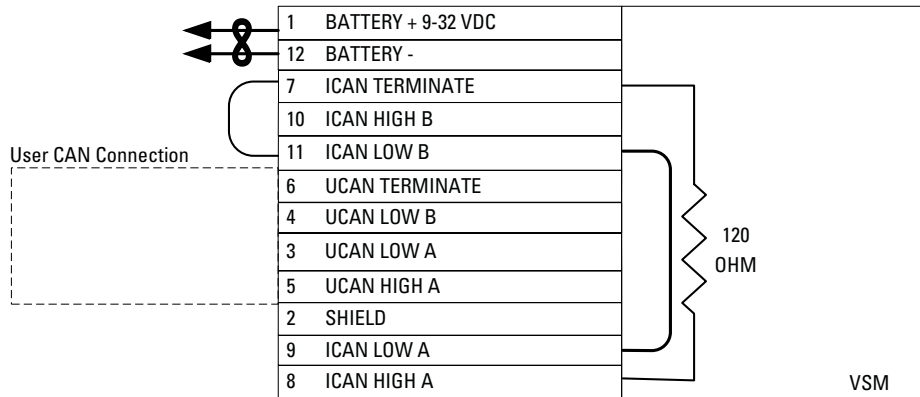 1 BATTERY + 9-32 VDC
12 BATTERY -
7 ICAN TERMINATE
10 ICAN HIGH B
11 ICAN LOW B
User CAN Connection
6 UCAN TERMINATE
4 UCAN LOW B
3 UCAN LOW A
5 UCAN HIGH A
2 SHIELD
9 ICAN LOW A
8 ICAN HIGH A
120
OHM
VSM